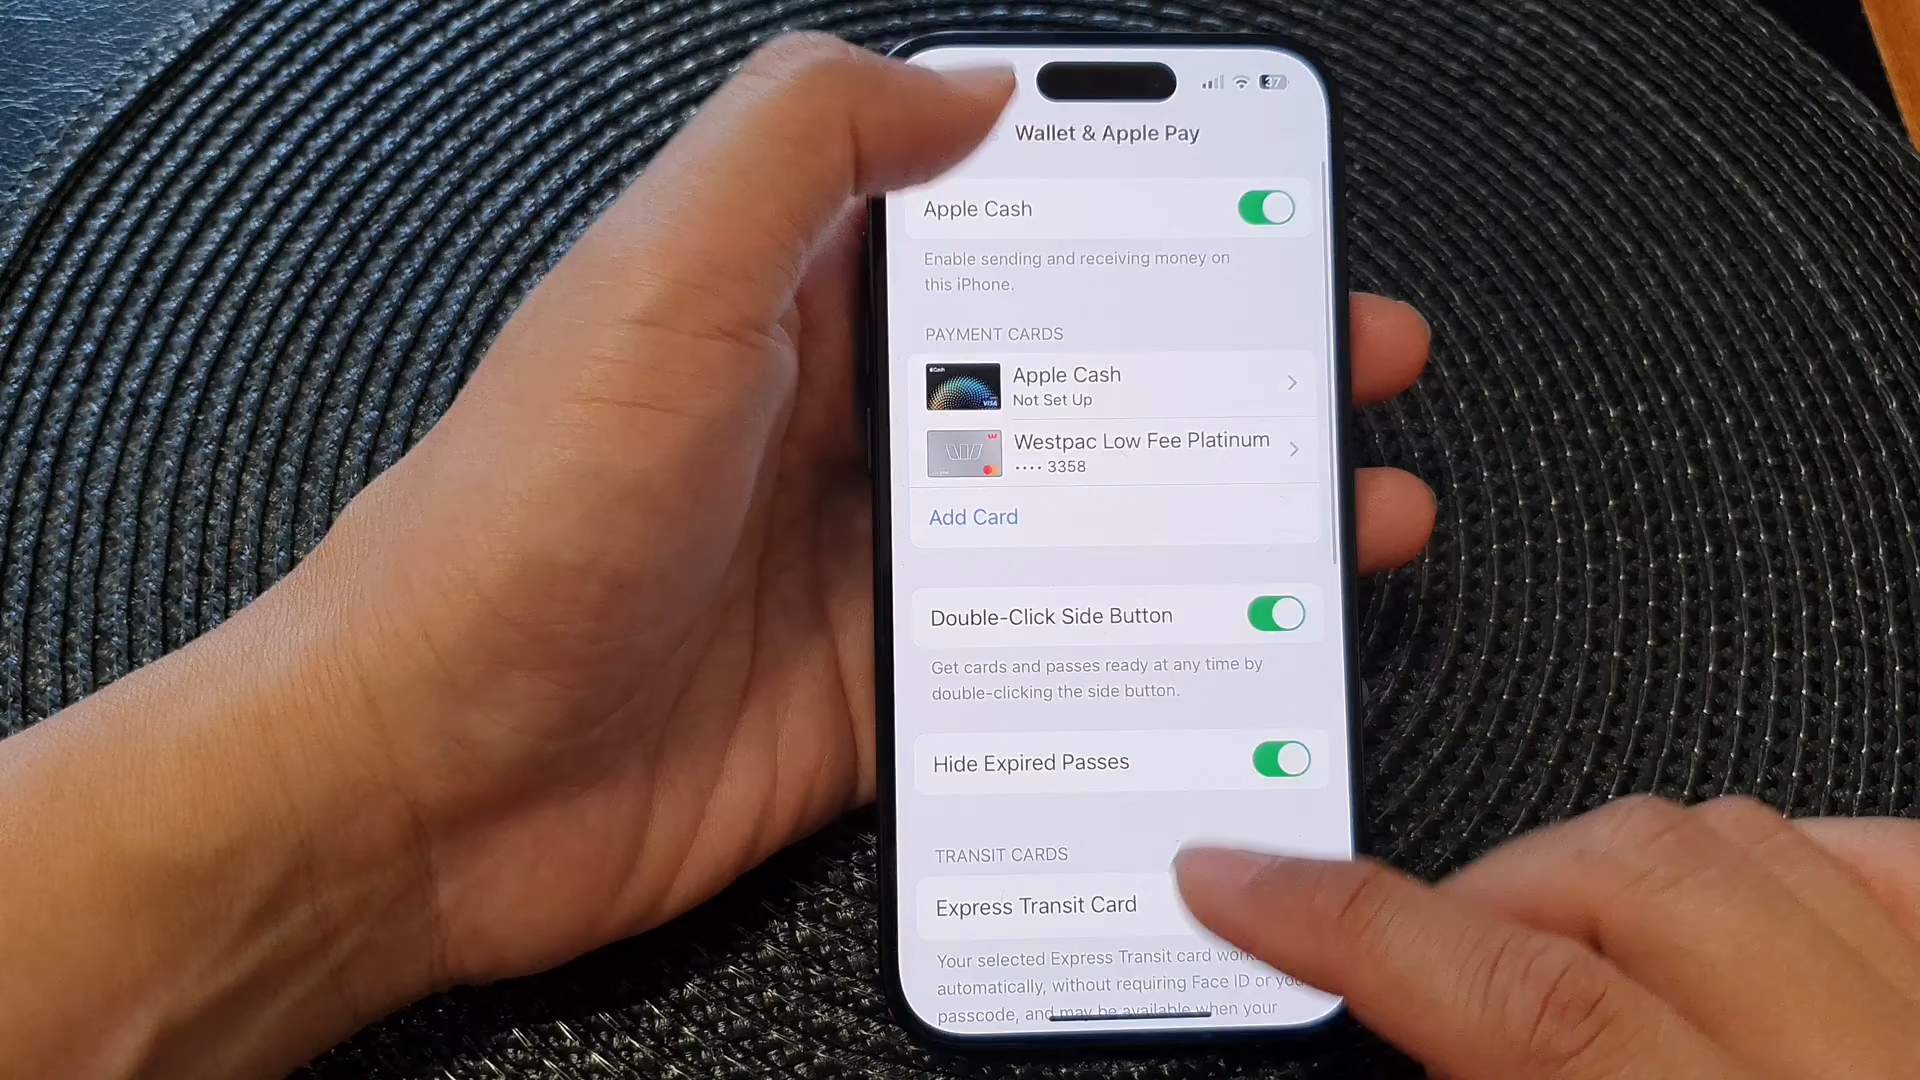 37
Wallet & Apple Pay
Apple Cash
Enable sending and receiving money on
this iPhone.
PAYMENT CARDS
Cash
VISA
Apple Cash
Not Set Up
Westpac Low Fee Platinum
•••• 3358
Add Card
Double-Click Side Button
Get cards and passes ready at any time by
double-clicking the side button.
Hide Expired Passes
TRANSIT CARDS
Express Transit Card
Your selected Express Transit card
automatically, without requiring Face ID or
passcode, and may be available when your